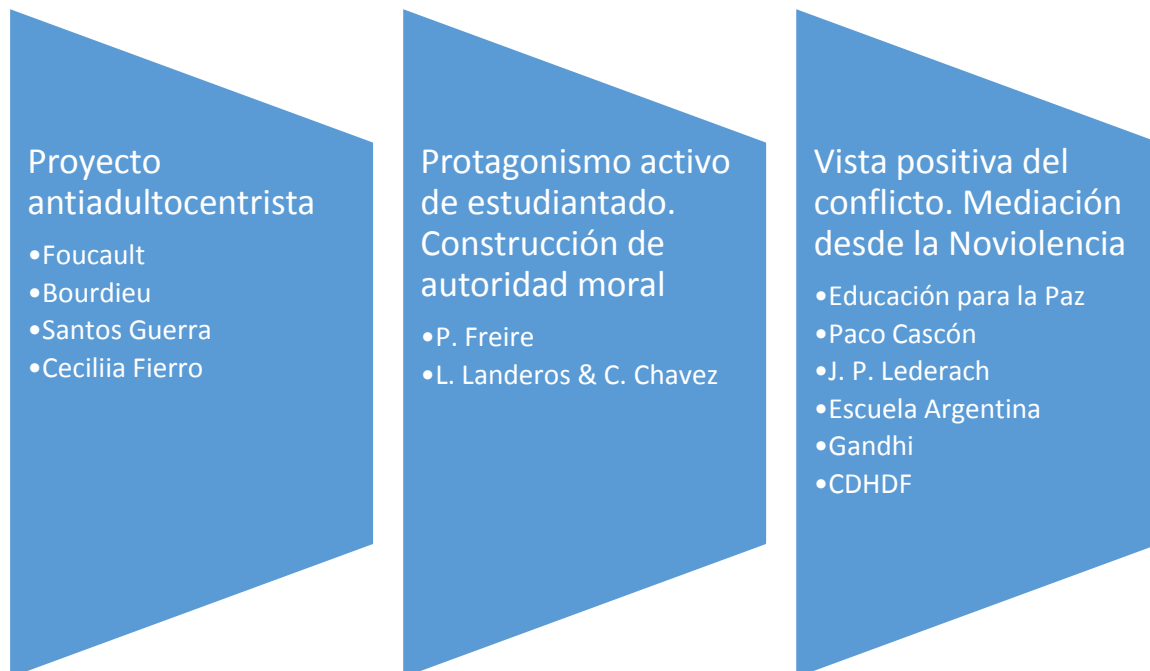 Proyecto
antiadultocentrista
•Foucault
•Bourdieu
•Santos Guerra
•Ceciliia Fierro
Protagonismo activo
de estudiantado.
Construcción de
autoridad moral
•P. Freire
•L. Landeros & C. Chavez
Vista positiva del
conflicto. Mediación
desde la Noviolencia
•Educación para la Paz
•Paco Cascón
•J. P. Lederach
•Escuela Argentina
•Gandhi
•CDHDF